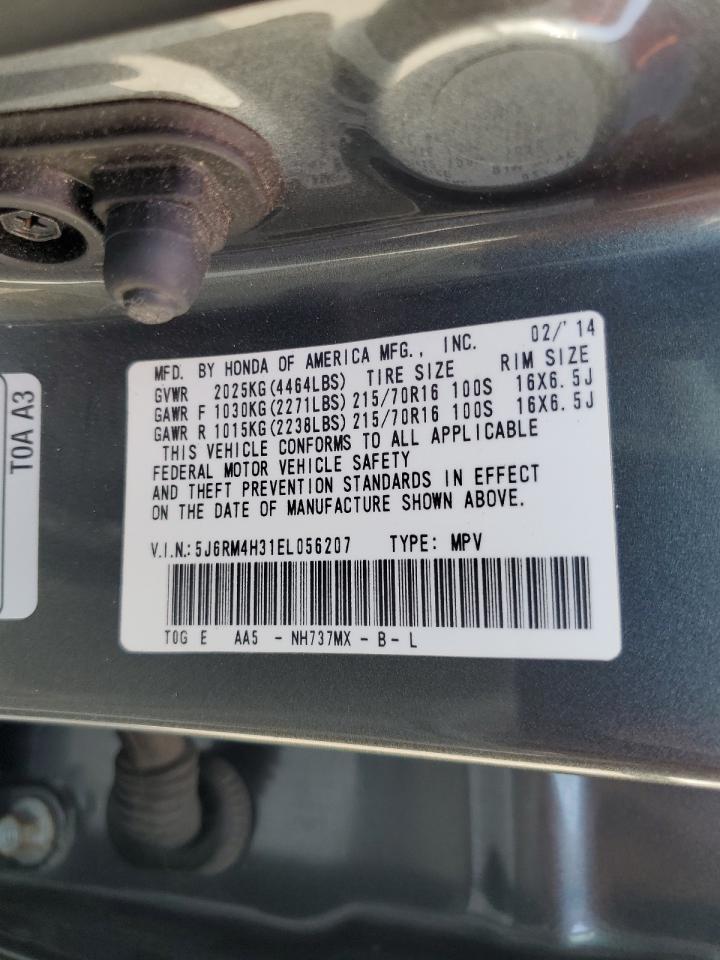 02/'14
MFD. BY HONDA OF AMERICA MFG., INC.
GVWR 2025KG(4464LBS) TIRE SIZE RIM SIZE
GAWR F 1030KG(2271LBS) 215/70R16 100S 16X6.5J
GAWR R 1015KG(2238LBS) 215/70R16 100S 16X6.5J
THIS VEHICLE CONFORMS TO ALL APPLICABLE
FEDERAL MOTOR VEHICLE SAFETY
AND THEFT PREVENTION STANDARDS IN EFFECT
ON THE DATE OF MANUFACTURE SHOWN ABOVE.
V.I.N.: 5J6RM4H31EL056207 TYPE: MPV
T0G E AA5 - NH737MX - B - L
T0A A3